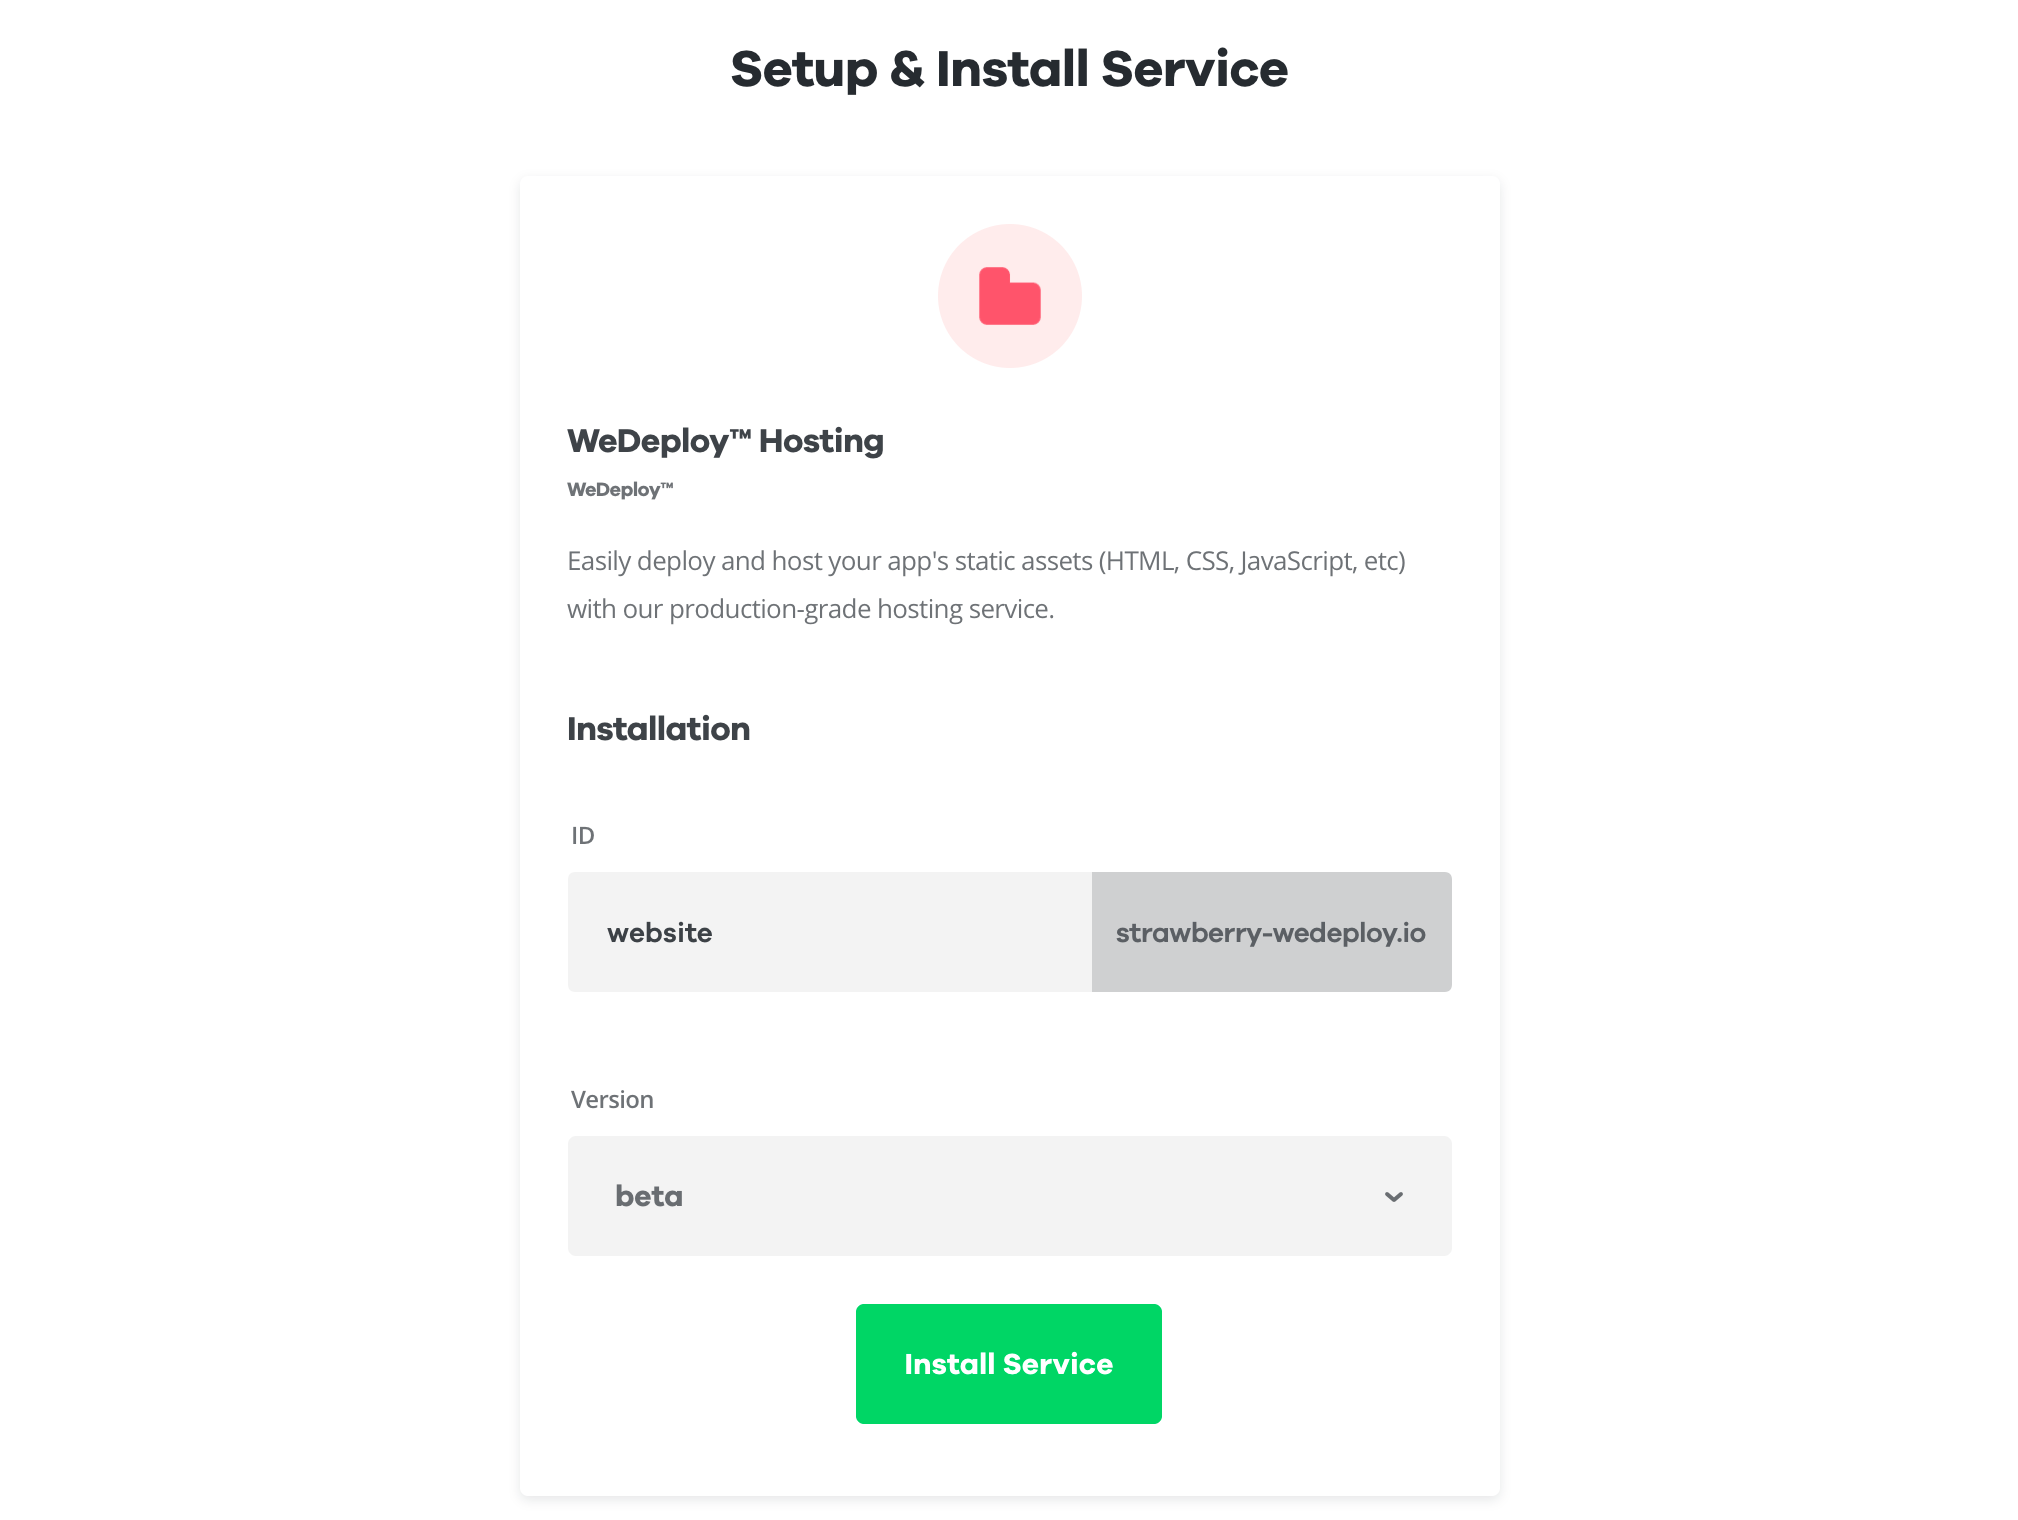 Setup & Install Service
WeDeploy™ Hosting
WeDeploy™
Easily deploy and host your app's static assets (HTML, CSS, JavaScript, etc)
with our production-grade hosting service.
Installation
ID
website strawberry-wedeploy.io
Version
beta
Install Service